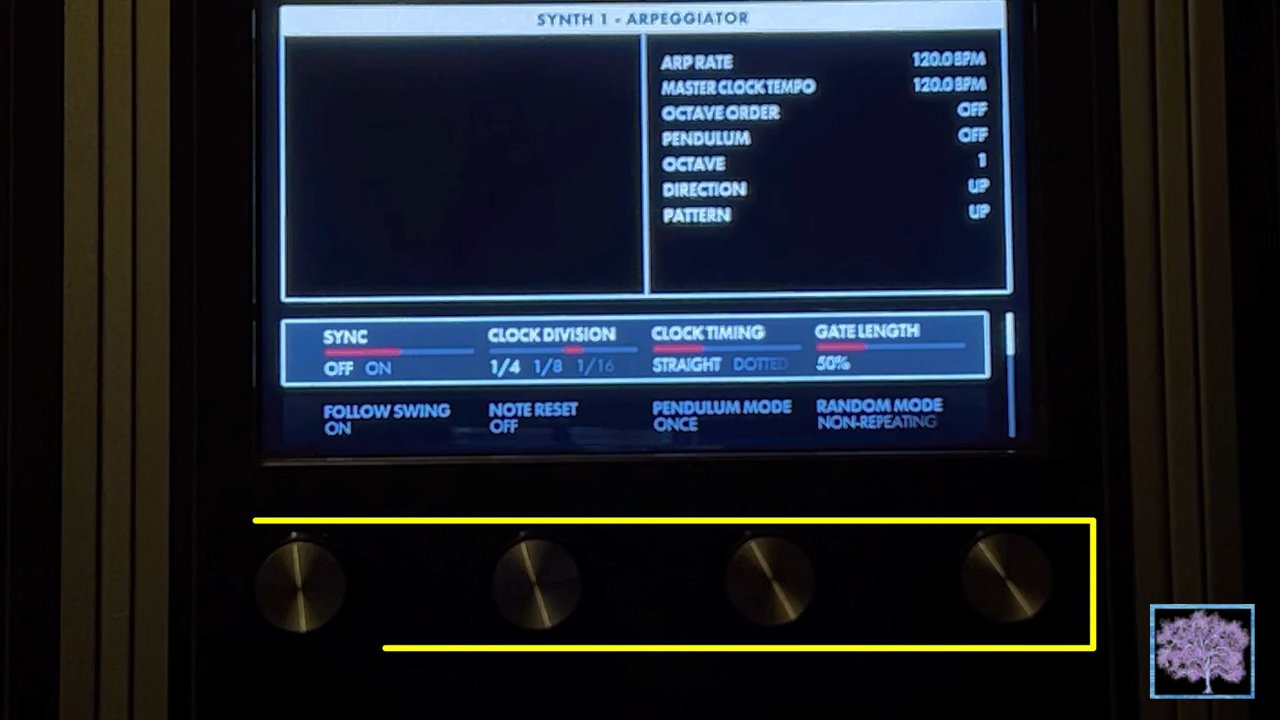 SYNTH 1 - ARPEGGIATOR
ARP RATE 120.0 BPM
MASTER CLOCK TEMPO 120.0 BPM
OCTAVE ORDER OFF
PENDULUM OFF
OCTAVE 1
DIRECTION UP
PATTERN UP
SYNC CLOCK DIVISION CLOCK TIMING GATE LENGTH
OFF ON 1/4 1/8 1/16 STRAIGHT DOTTED 50%
FOLLOW SWING NOTE RESET PENDULUM MODE RANDOM MODE
ON OFF ONCE NON-REPEATING